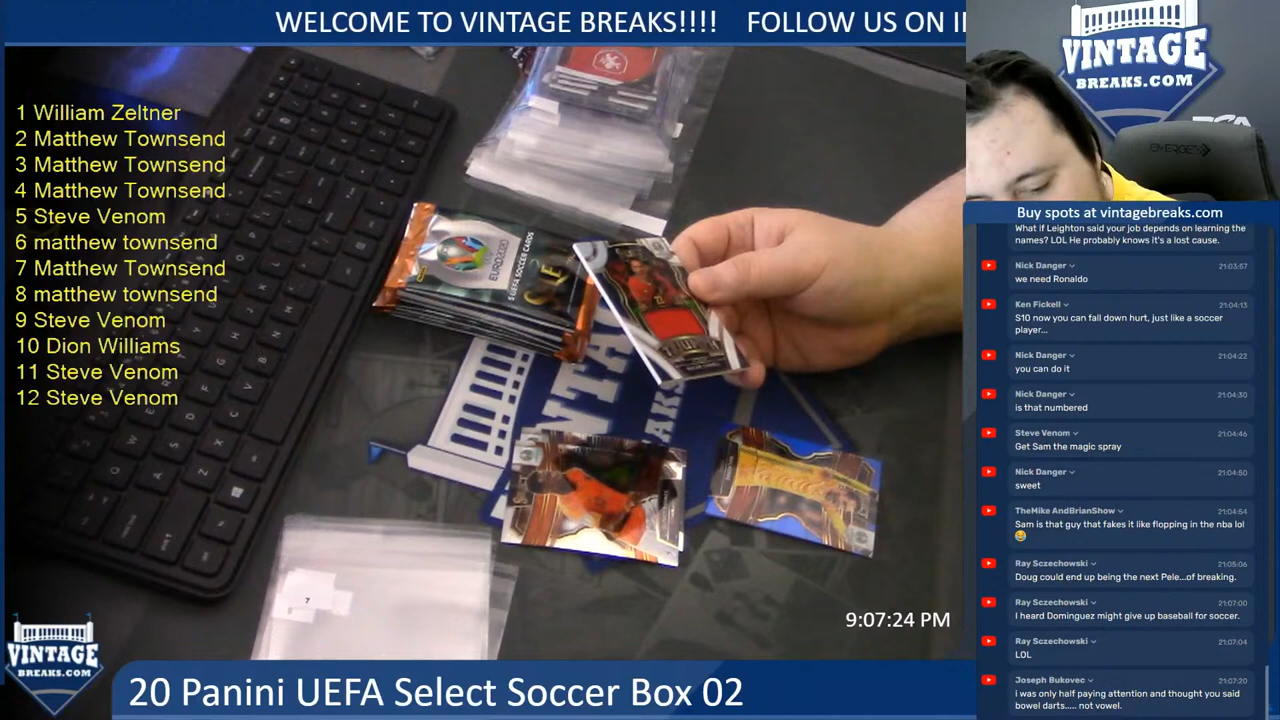 WELCOME TO VINTAGE BREAKS!!!! FOLLOW US ON I
1 William Zeltner
2 Matthew Townsend
3 Matthew Townsend
4 Matthew Townsend
5 Steve Venom
6 matthew townsend
7 Matthew Townsend
8 matthew townsend
9 Steve Venom
10 Dion Williams
11 Steve Venom
12 Steve Venom
EURO2020
5 UEFA SOCCER CARDS
7
9:07:24 PM
VINTAGE
BREAKS.COM
20 Panini UEFA Select Soccer Box 02
VINTAGE
BREAKS.COM
Buy spots at vintagebreaks.com
What if Leighton said your job depends on learning the
names? LOL He probably knows it's a lost cause.
Nick Danger 21:03:57
we need Ronaldo
Ken Fickell 21:04:13
S10 now you can fall down hurt, just like a soccer
player...
Nick Danger 21:04:22
you can do it
Nick Danger 21:04:30
is that numbered
Steve Venom 21:04:46
Get Sam the magic spray
Nick Danger 21:04:50
sweet
TheMike AndBrianShow 21:04:54
Sam is that guy that fakes it like flopping in the nba lol
😂
Ray Sczechowski 21:05:06
Doug could end up being the next Pele...of breaking.
Ray Sczechowski 21:07:00
I heard Dominguez might give up baseball for soccer.
Ray Sczechowski 21:07:04
LOL
Joseph Bukovec 21:07:20
i was only half paying attention and thought you said
bowel darts..... not vowel.